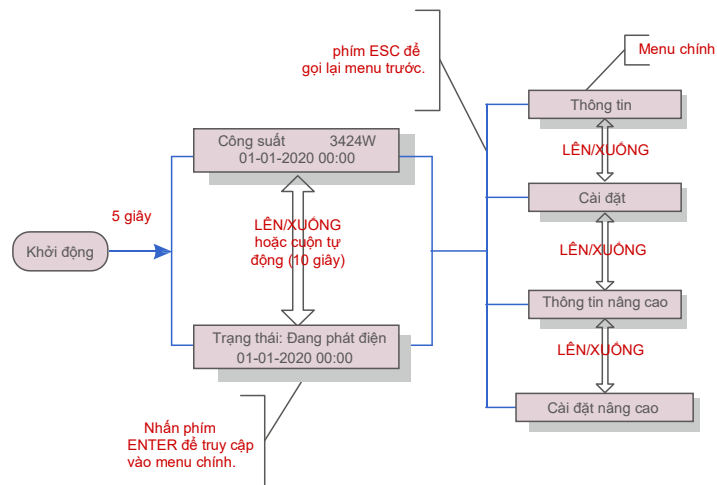 phím ESC để
gọi lại menu trước.
Menu chính
Công suất 3424W
01-01-2020 00:00
Thông tin
LÊN/XUỐNG
Cài đặt
5 giây
LÊN/XUỐNG
hoặc cuộn tự
động (10 giây)
Khởi động
LÊN/XUỐNG
Thông tin nâng cao
Trạng thái: Đang phát điện
01-01-2020 00:00
LÊN/XUỐNG
Cài đặt nâng cao
Nhấn phím
ENTER để truy cập
vào menu chính.